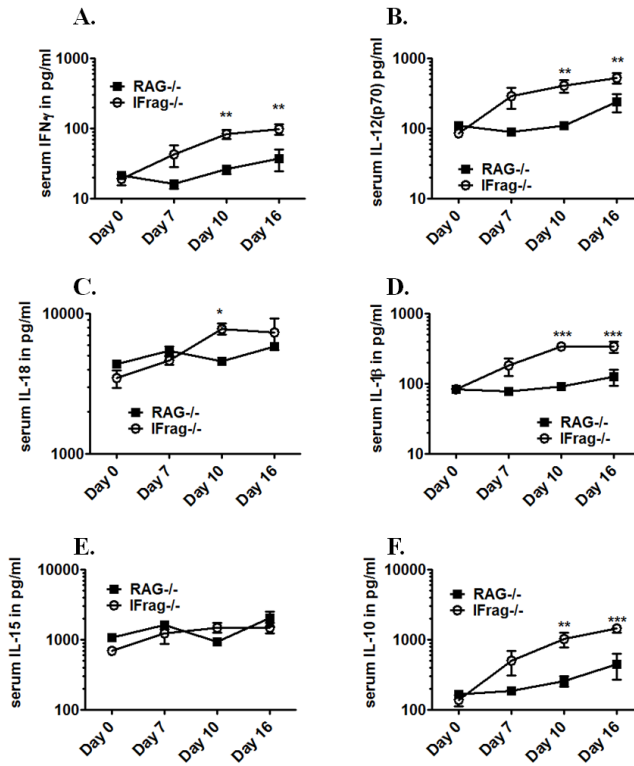 A.
serum IFNγ in pg/ml
1000
100
10
RAG-/-
IFrag-/-
**
**
Day 0
Day 7
Day 10
Day 16
B.
serum IL-12(p70) in pg/ml
1000
100
10
**
**
RAG-/-
IFrag-/-
Day 0
Day 7
Day 10
Day 16
C.
serum IL-18 in pg/ml
10000
1000
*
RAG-/-
IFrag-/-
Day 0
Day 7
Day 10
Day 16
D.
serum IL-1β in pg/ml
1000
100
10
***
***
RAG-/-
IFrag-/-
Day 0
Day 7
Day 10
Day 16
E.
serum IL-15 in pg/ml
10000
1000
100
RAG-/-
IFrag-/-
Day 0
Day 7
Day 10
Day 16
F.
serum IL-10 in pg/ml
10000
1000
100
RAG-/-
IFrag-/-
**
***
Day 0
Day 7
Day 10
Day 16